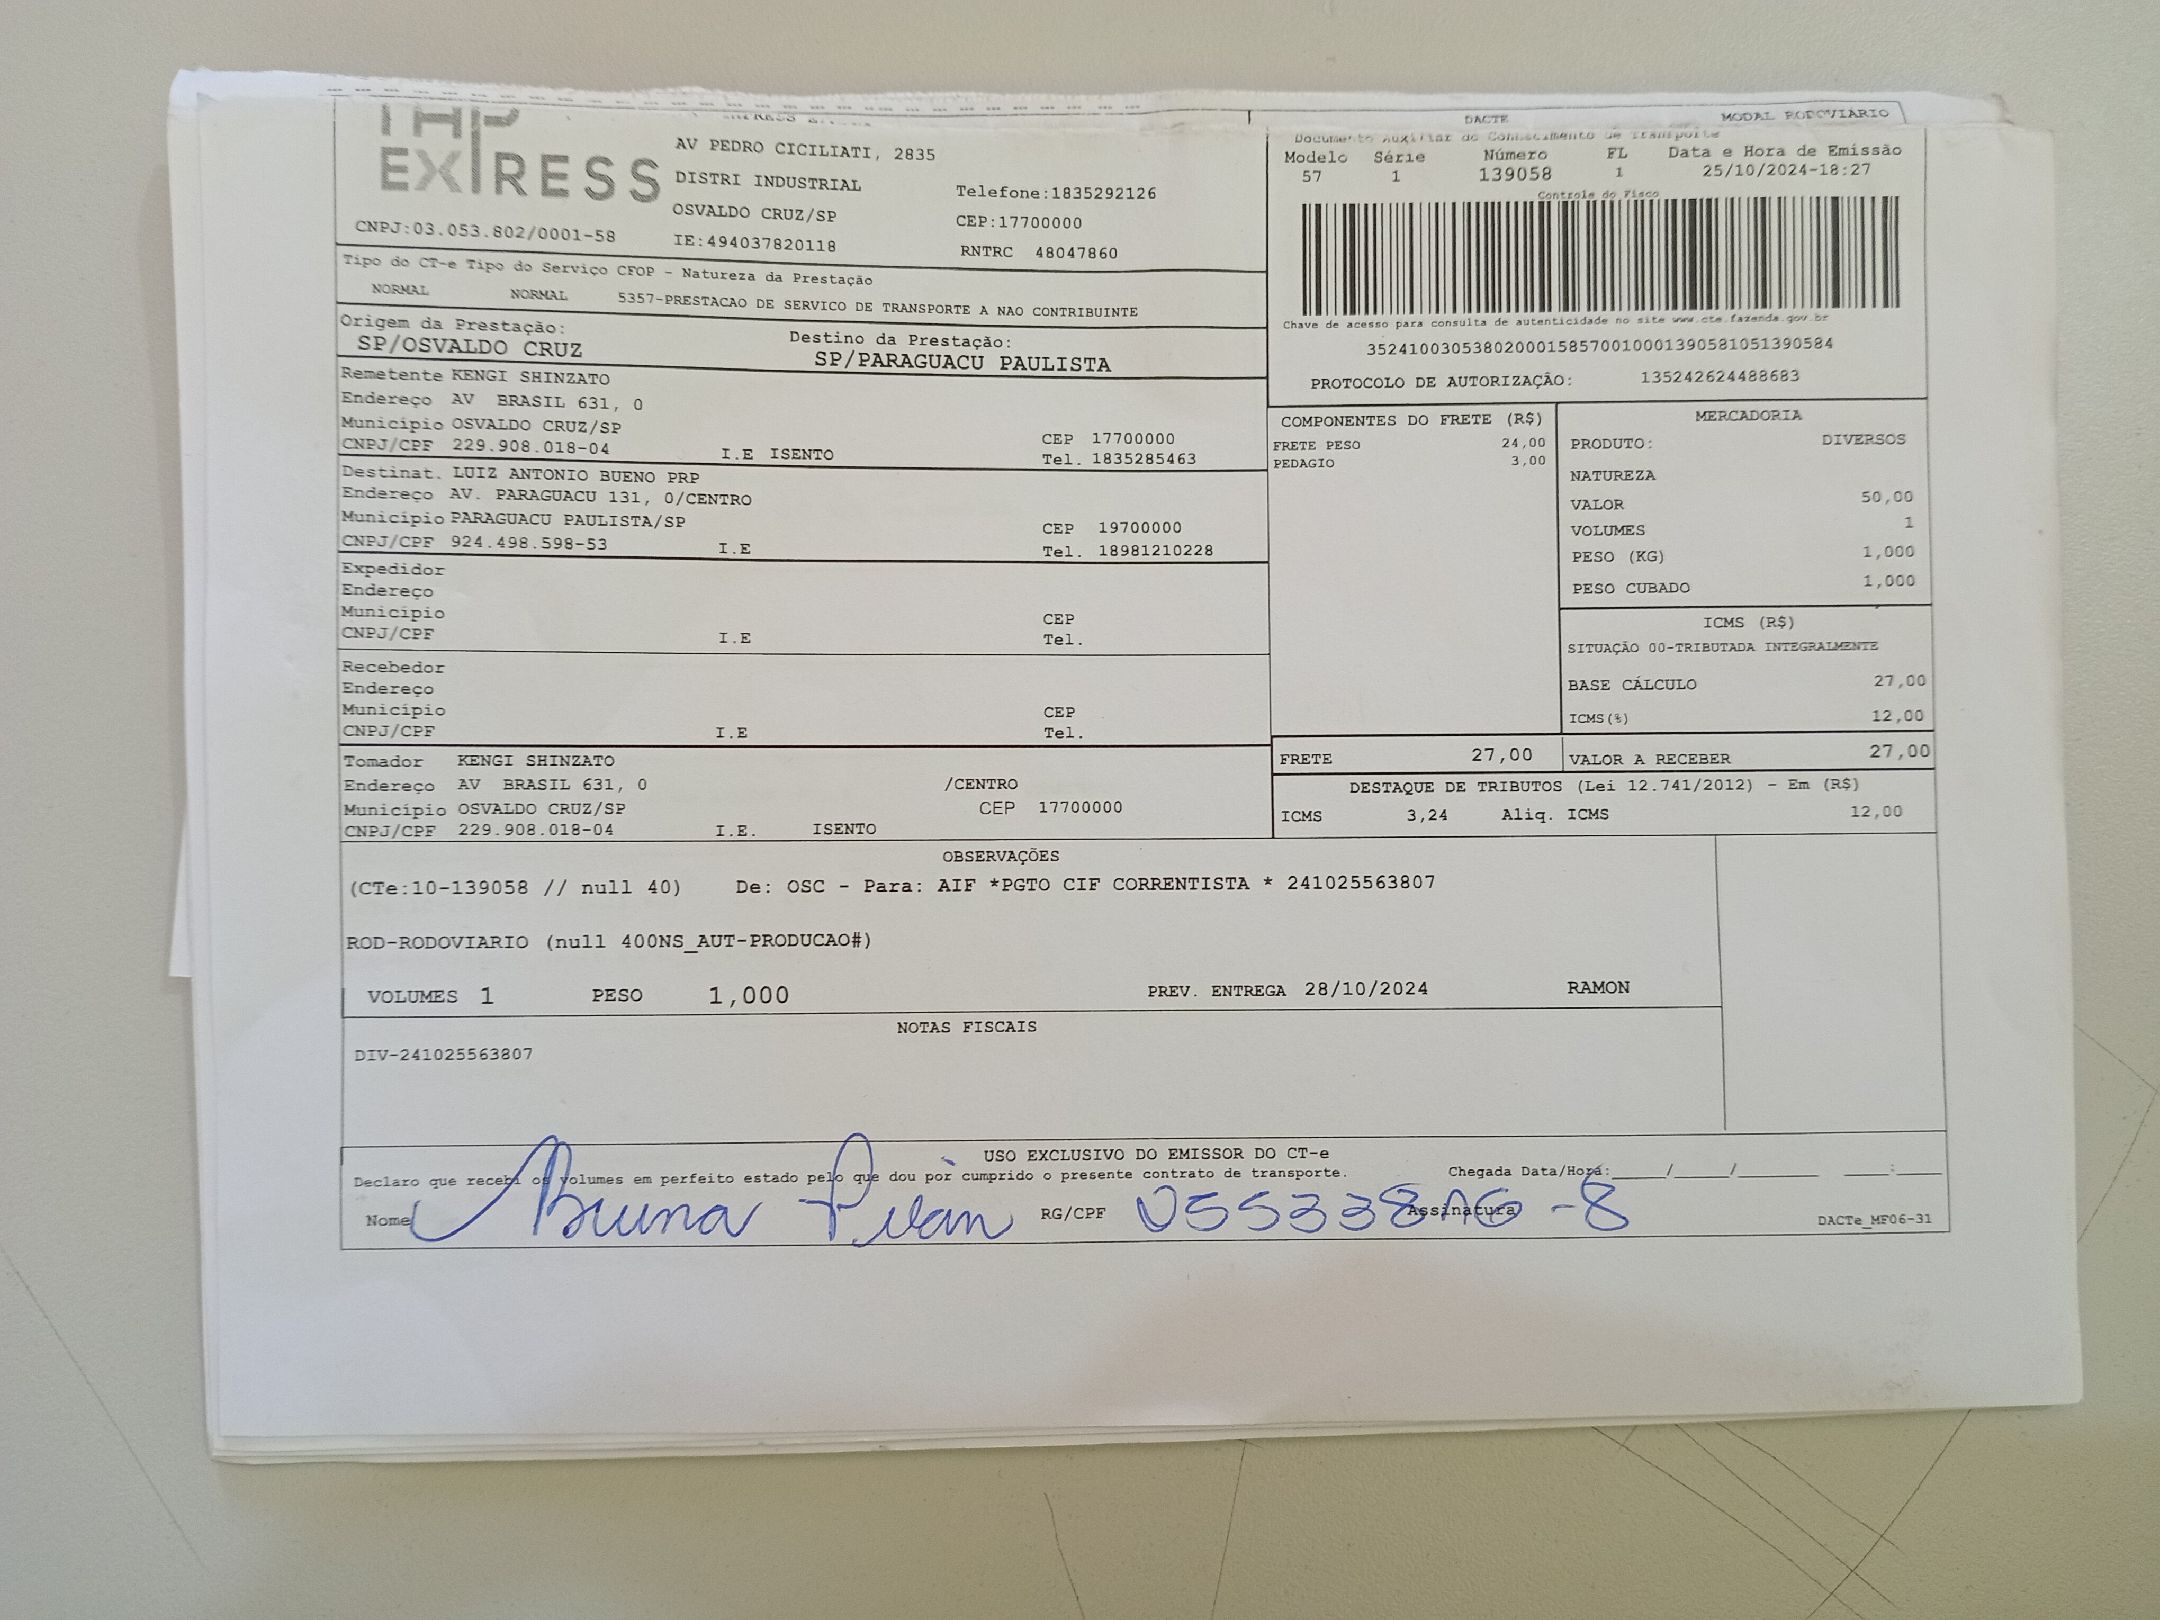 THP
EXPRESS
AV PEDRO CICILIATI, 2835
DISTRI INDUSTRIAL
Telefone:1835292126
OSVALDO CRUZ/SP
CEP:17700000
CNPJ:03.053.802/0001-58
IE:494037820118
RNTRC 48047860
DACTE
MODAL RODOVIARIO
Documento Auxiliar do Conhecimento de Transporte
Modelo Série Número FL Data e Hora de Emissão
57 1 139058 1 25/10/2024-18:27
Controle do Fisco
Chave de acesso para consulta de autenticidade no site www.cte.fazenda.gov.br
35241003053802000158570010001390581051390584
PROTOCOLO DE AUTORIZAÇÃO: 135242624488683
Tipo do CT-e Tipo do Serviço CFOP - Natureza da Prestação
NORMAL NORMAL 5357-PRESTACAO DE SERVICO DE TRANSPORTE A NAO CONTRIBUINTE
Origem da Prestação: Destino da Prestação:
SP/OSVALDO CRUZ SP/PARAGUACU PAULISTA
Remetente KENGI SHINZATO
Endereço AV BRASIL 631, 0
Município OSVALDO CRUZ/SP CEP 17700000
CNPJ/CPF 229.908.018-04 I.E ISENTO Tel. 1835285463
Destinat. LUIZ ANTONIO BUENO PRP
Endereço AV. PARAGUACU 131, 0/CENTRO
Município PARAGUACU PAULISTA/SP CEP 19700000
CNPJ/CPF 924.498.598-53 I.E Tel. 18981210228
Expedidor
Endereço
Município CEP
CNPJ/CPF I.E Tel.
Recebedor
Endereço
Município CEP
CNPJ/CPF I.E Tel.
Tomador KENGI SHINZATO
Endereço AV BRASIL 631, 0 /CENTRO
Município OSVALDO CRUZ/SP CEP 17700000
CNPJ/CPF 229.908.018-04 I.E. ISENTO
COMPONENTES DO FRETE (R$)
FRETE PESO 24,00
PEDAGIO 3,00
MERCADORIA
PRODUTO: DIVERSOS
NATUREZA
VALOR 50,00
VOLUMES 1
PESO (KG) 1,000
PESO CUBADO 1,000
ICMS (R$)
SITUAÇÃO 00-TRIBUTADA INTEGRALMENTE
BASE CÁLCULO 27,00
ICMS(%) 12,00
FRETE 27,00 VALOR A RECEBER 27,00
DESTAQUE DE TRIBUTOS (Lei 12.741/2012) - Em (R$)
ICMS 3,24 Aliq. ICMS 12,00
OBSERVAÇÕES
(CTe:10-139058 // null 40) De: OSC - Para: AIF *PGTO CIF CORRENTISTA * 241025563807
ROD-RODOVIARIO (null 400NS_AUT-PRODUCAO#)
VOLUMES 1 PESO 1,000 PREV. ENTREGA 28/10/2024 RAMON
NOTAS FISCAIS
DIV-241025563807
USO EXCLUSIVO DO EMISSOR DO CT-e
Declaro que recebi os volumes em perfeito estado pelo que dou por cumprido o presente contrato de transporte. Chegada Data/Hora:____/____/______ ___:___
Nome Bruna RG/CPF Assinatura DACTe_MF06-31